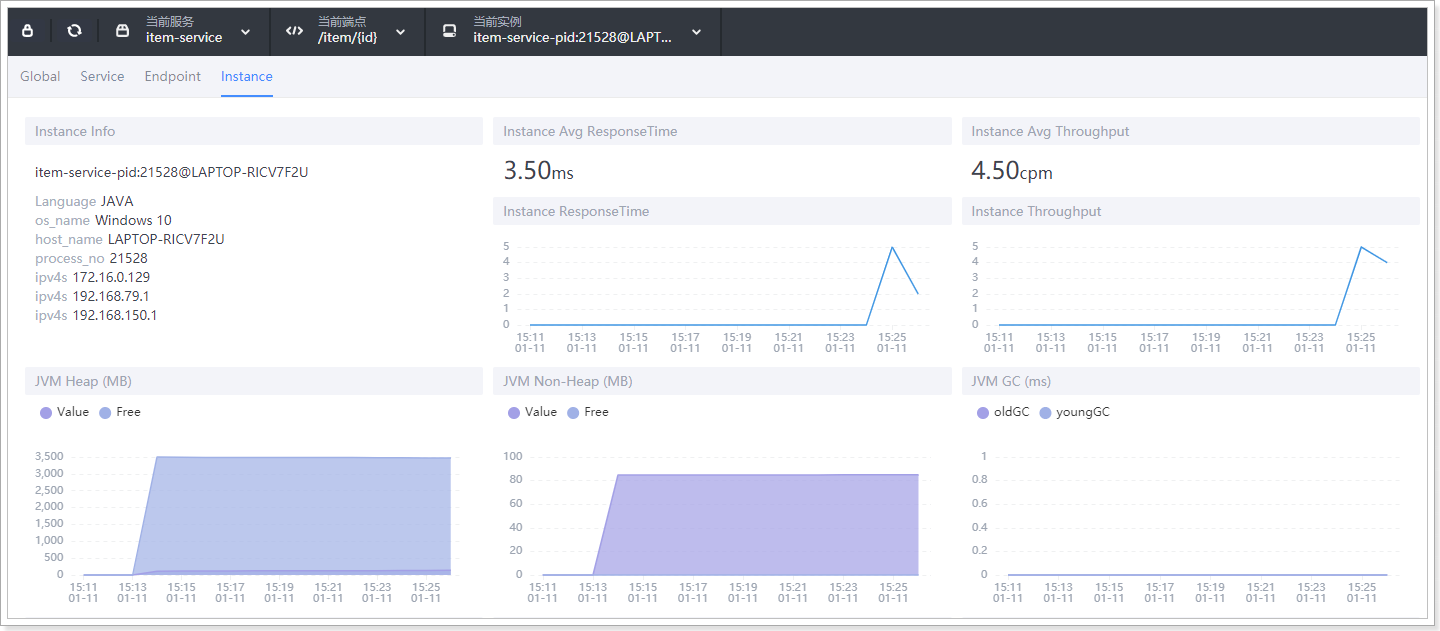 当前服务
item-service
当前端点
/item/{id}
当前实例
item-service-pid:21528@LAPT...
Global Service Endpoint Instance
Instance Info
item-service-pid:21528@LAPTOP-RICV7F2U
Language JAVA
os_name Windows 10
host_name LAPTOP-RICV7F2U
process_no 21528
ipv4s 172.16.0.129
ipv4s 192.168.79.1
ipv4s 192.168.150.1
Instance Avg ResponseTime
3.50ms
Instance ResponseTime
5
4
3
2
1
0
15:11 15:13 15:15 15:17 15:19 15:21 15:23 15:25
01-11 01-11 01-11 01-11 01-11 01-11 01-11 01-11
Instance Avg Throughput
4.50cpm
Instance Throughput
5
4
3
2
1
0
15:11 15:13 15:15 15:17 15:19 15:21 15:23 15:25
01-11 01-11 01-11 01-11 01-11 01-11 01-11 01-11
JVM Heap (MB)
Value Free
3,500
3,000
2,500
2,000
1,500
1,000
500
0
15:11 15:13 15:15 15:17 15:19 15:21 15:23 15:25
01-11 01-11 01-11 01-11 01-11 01-11 01-11 01-11
JVM Non-Heap (MB)
Value Free
100
80
60
40
20
0
15:11 15:13 15:15 15:17 15:19 15:21 15:23 15:25
01-11 01-11 01-11 01-11 01-11 01-11 01-11 01-11
JVM GC (ms)
oldGC youngGC
1
0.8
0.6
0.4
0.2
0
15:11 15:13 15:15 15:17 15:19 15:21 15:23 15:25
01-11 01-11 01-11 01-11 01-11 01-11 01-11 01-11